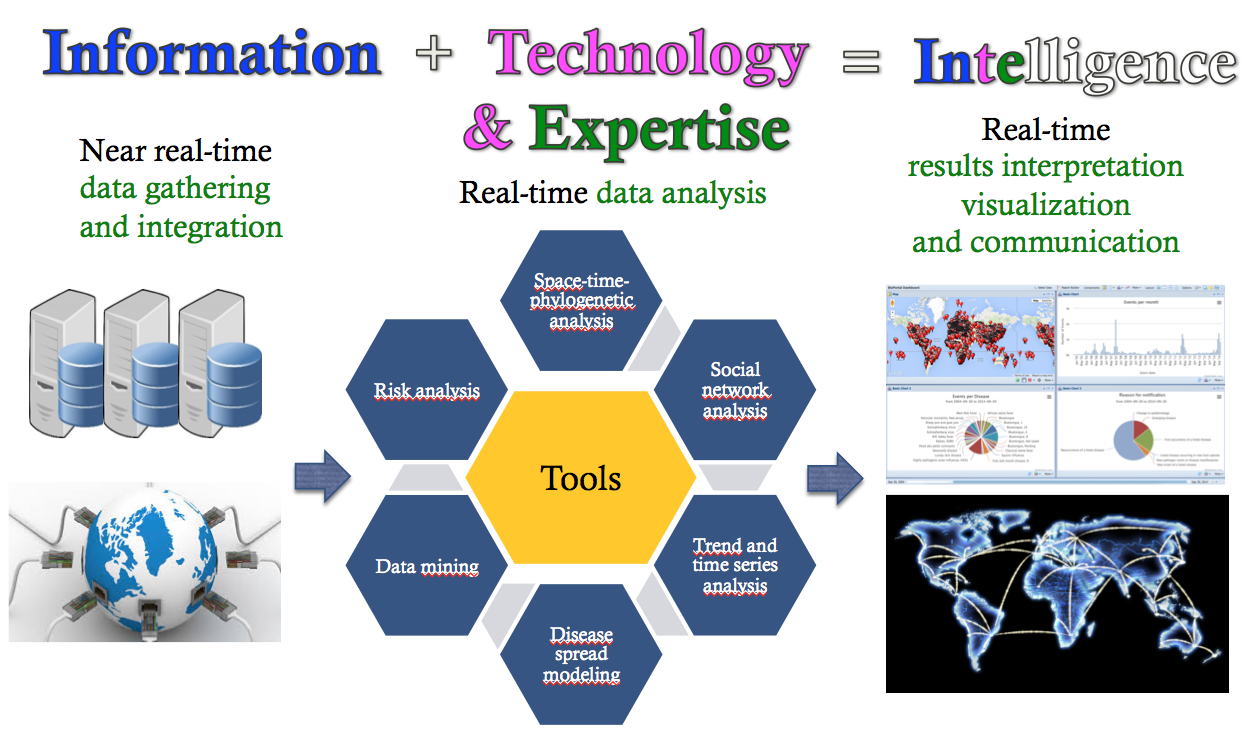 Information + Technology = Intelligence
& Expertise
Near real-time
data gathering
and integration
Real-time data analysis
Real-time
results interpretation
visualization
and communication
Space-time-
phylogenetic
analysis
Social
network
analysis
Trend and
time series
analysis
Disease
spread
modeling
Data mining
Risk analysis
Tools
Events per month
Events per Disease
Reason for notification